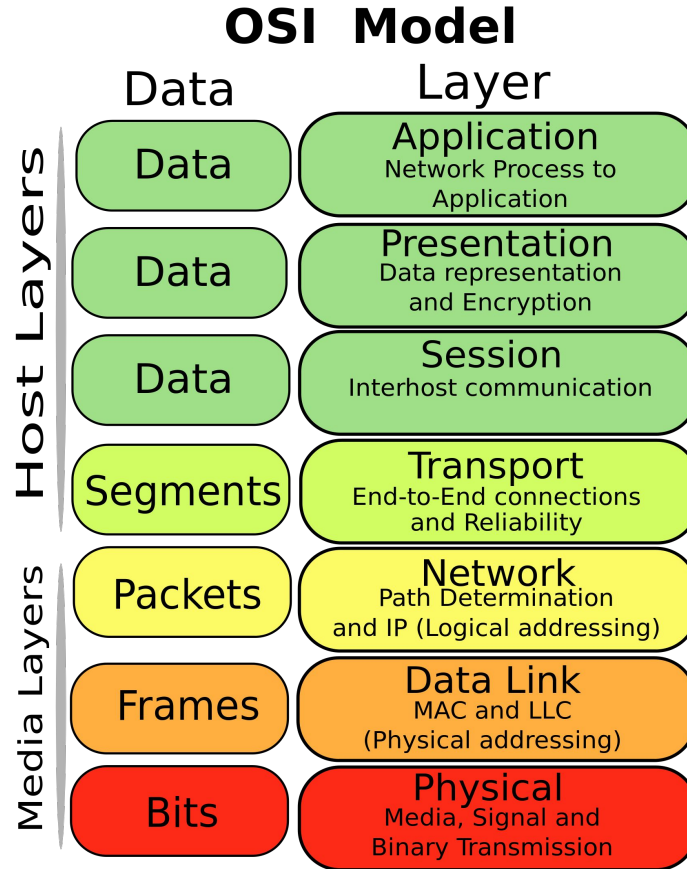 OSI Model
Data
Layer
Host Layers
Data
Application
Network Process to
Application
Data
Presentation
Data representation
and Encryption
Data
Session
Interhost communication
Segments
Transport
End-to-End connections
and Reliability
Media Layers
Packets
Network
Path Determination
and IP (Logical addressing)
Frames
Data Link
MAC and LLC
(Physical addressing)
Bits
Physical
Media, Signal and
Binary Transmission